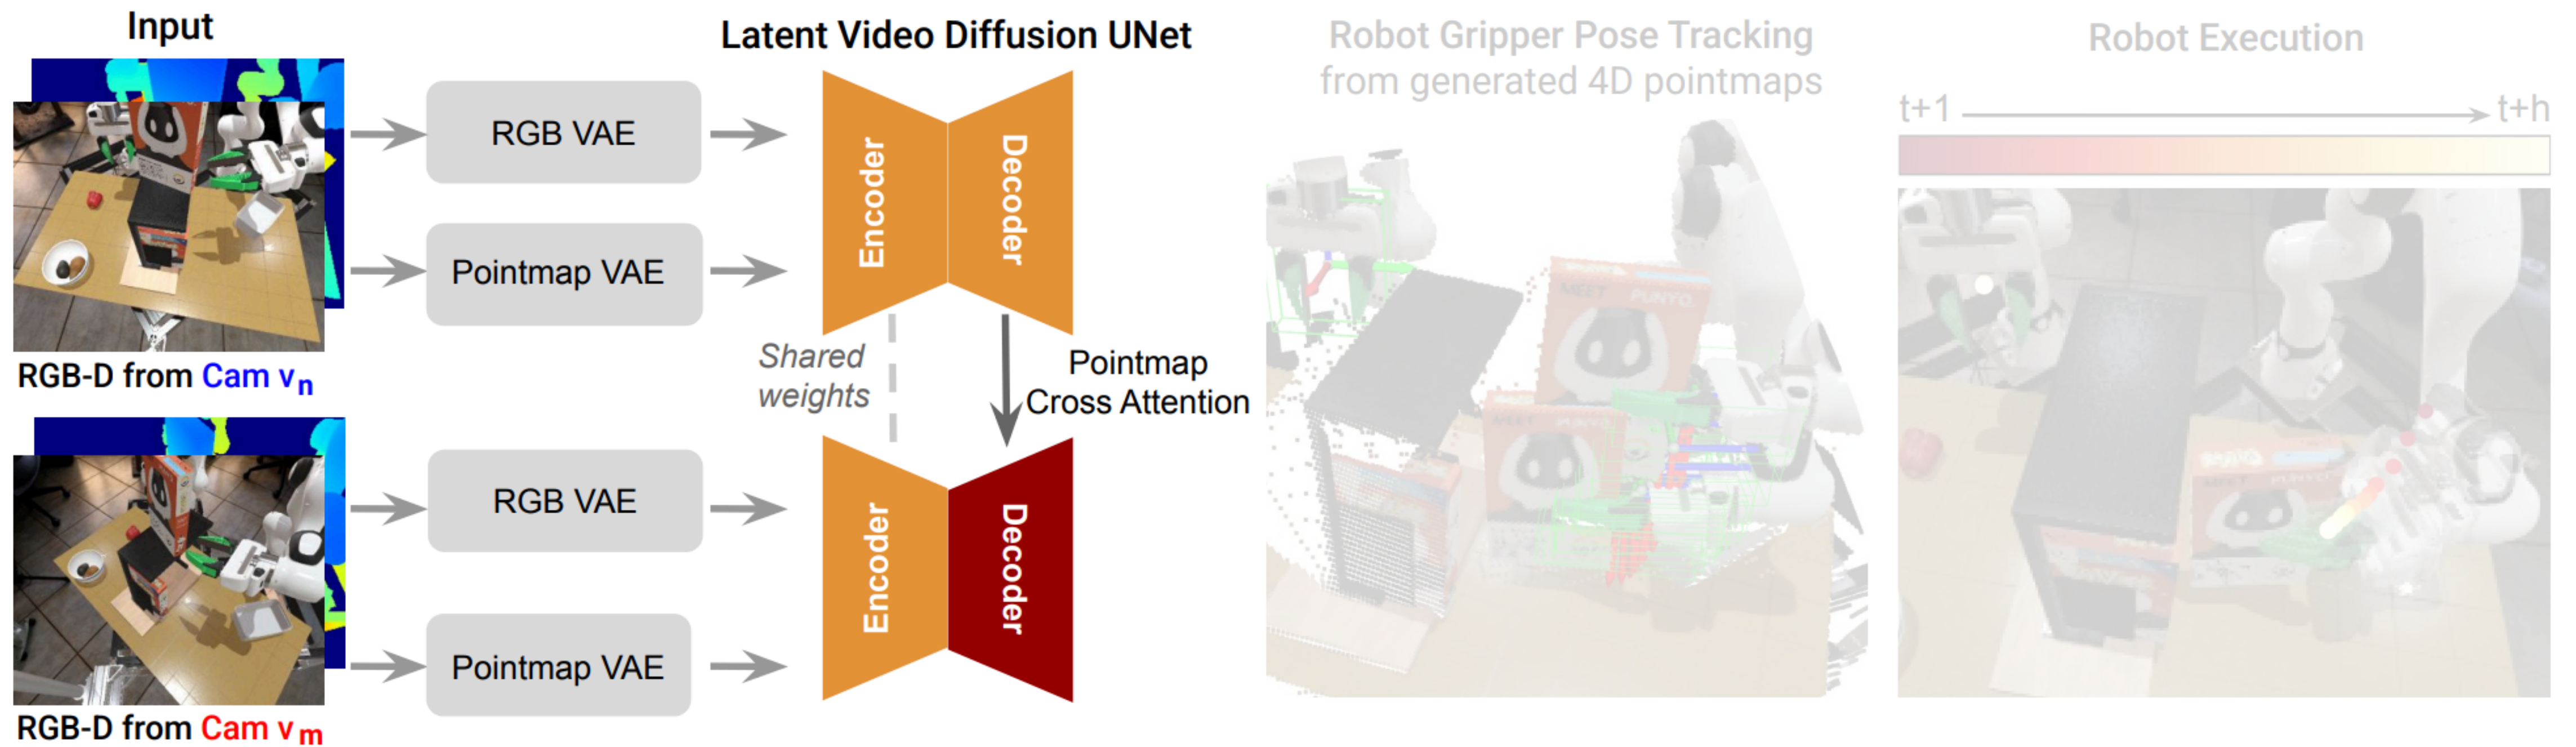 Input
Latent Video Diffusion UNet
Robot Gripper Pose Tracking
from generated 4D pointmaps
Robot Execution
t+1
t+h
RGB VAE
Pointmap VAE
Encoder
Decoder
RGB-D from Cam vn
Shared
weights
Pointmap
Cross Attention
RGB VAE
Pointmap VAE
Encoder
Decoder
RGB-D from Cam vm
MEET PUNYO